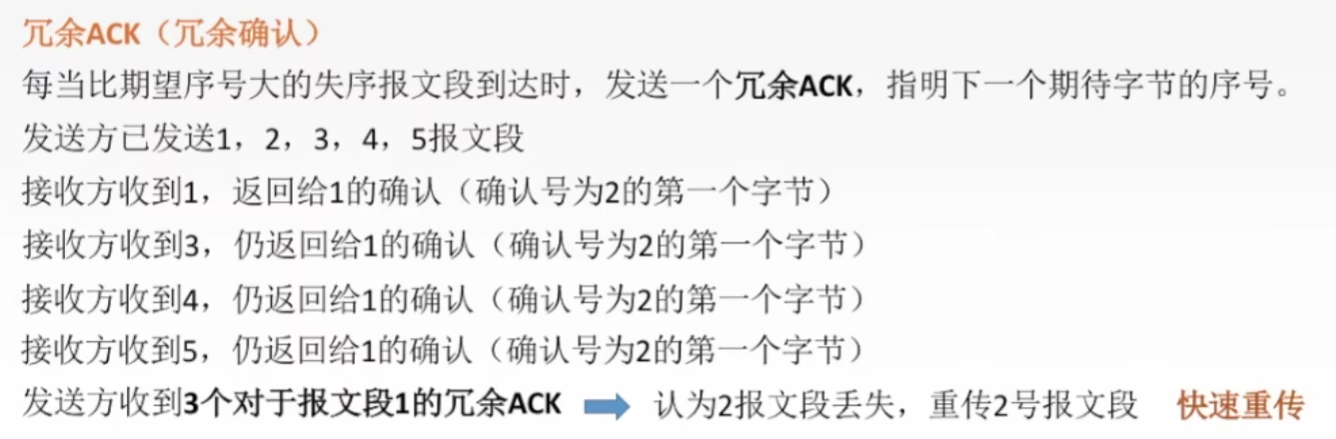 冗余ACK（冗余确认）
每当比期望序号大的失序报文段到达时，发送一个冗余ACK，指明下一个期待字节的序号。
发送方已发送1，2，3，4，5报文段
接收方收到1，返回给1的确认（确认号为2的第一个字节）
接收方收到3，仍返回给1的确认（确认号为2的第一个字节）
接收方收到4，仍返回给1的确认（确认号为2的第一个字节）
接收方收到5，仍返回给1的确认（确认号为2的第一个字节）
发送方收到3个对于报文段1的冗余ACK 认为2报文段丢失，重传2号报文段 快速重传